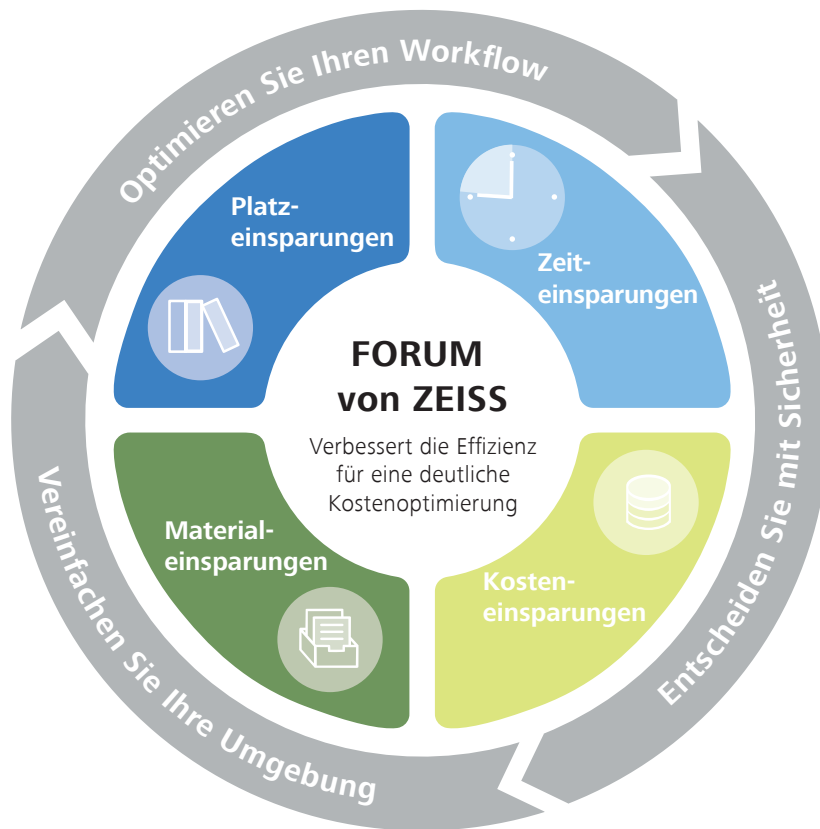 Optimieren Sie Ihren Workflow
Platz-
einsparungen
Zeit-
einsparungen
Entscheiden Sie mit Sicherheit
FORUM
von ZEISS
Verbessert die Effizienz
für eine deutliche
Kostenoptimierung
Material-
einsparungen
Kosten-
einsparungen
Vereinfachen Sie Ihre Umgebung